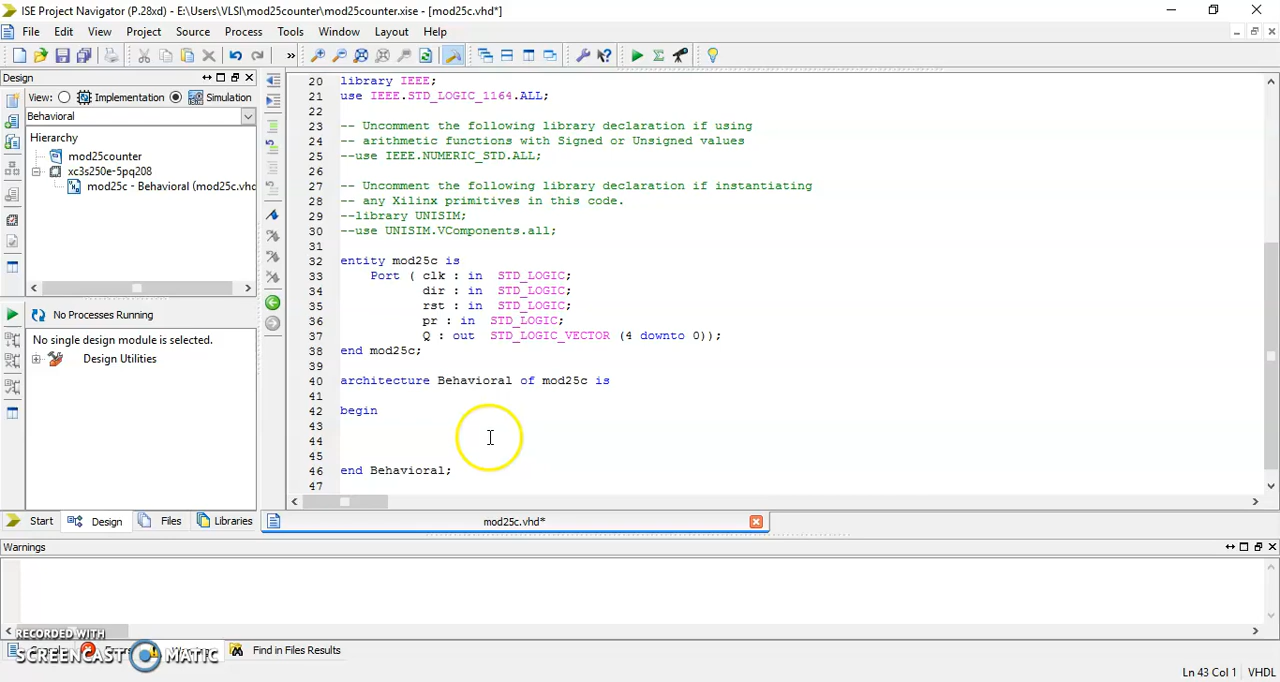 ISE Project Navigator (P.28xd) - E:\Users\VLSI\mod25counter\mod25counter.xise - [mod25c.vhd*]
File Edit View Project Source Process Tools Window Layout Help
Design
View: Implementation Simulation
Behavioral
Hierarchy
mod25counter
xc3s250e-5pq208
mod25c - Behavioral (mod25c.vhd
No Processes Running
No single design module is selected.
Design Utilities
Start Design Files Libraries
20 library IEEE;
21 use IEEE.STD_LOGIC_1164.ALL;
22
23 -- Uncomment the following library declaration if using
24 -- arithmetic functions with Signed or Unsigned values
25 --use IEEE.NUMERIC_STD.ALL;
26
27 -- Uncomment the following library declaration if instantiating
28 -- any Xilinx primitives in this code.
29 --library UNISIM;
30 --use UNISIM.VComponents.all;
31
32 entity mod25c is
33 Port ( clk : in STD_LOGIC;
34 dir : in STD_LOGIC;
35 rst : in STD_LOGIC;
36 pr : in STD_LOGIC;
37 Q : out STD_LOGIC_VECTOR (4 downto 0));
38 end mod25c;
39
40 architecture Behavioral of mod25c is
41
42 begin
43
44
45
46 end Behavioral;
47
mod25c.vhd*
Warnings
RECORDED WITH
SCREENCAST MATIC
Find in Files Results
Ln 43 Col 1 VHDL